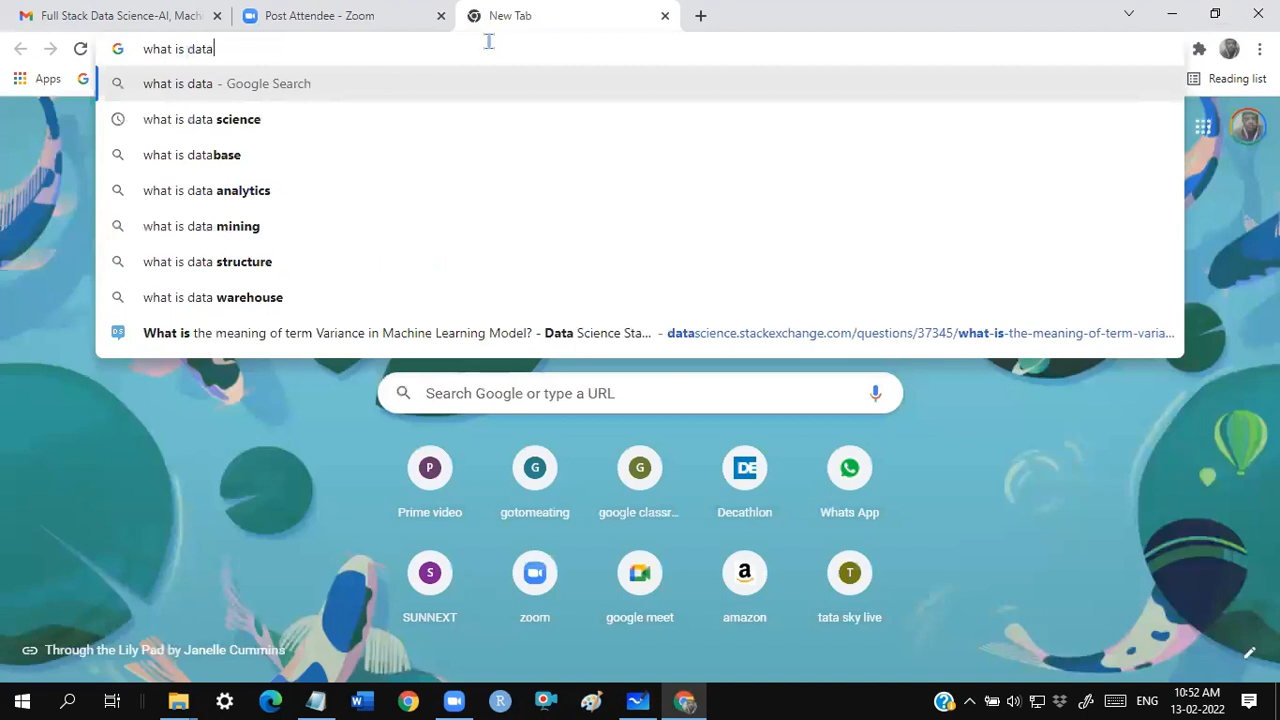 Full Stack Data Science-AI, Machi
Post Attendee - Zoom
New Tab
what is data
Apps
Reading list
what is data - Google Search
what is data science
what is database
what is data analytics
what is data mining
what is data structure
what is data warehouse
What is the meaning of term Variance in Machine Learning Model? - Data Science Sta... - datascience.stackexchange.com/questions/37345/what-is-the-meaning-of-term-varia...
Search Google or type a URL
P G G DE
Prime video gotomeating google classr... Decathlon Whats App
S a T
SUNNEXT zoom google meet amazon tata sky live
Through the Lily Pad by Janelle Cummins
ENG
10:52 AM
13-02-2022